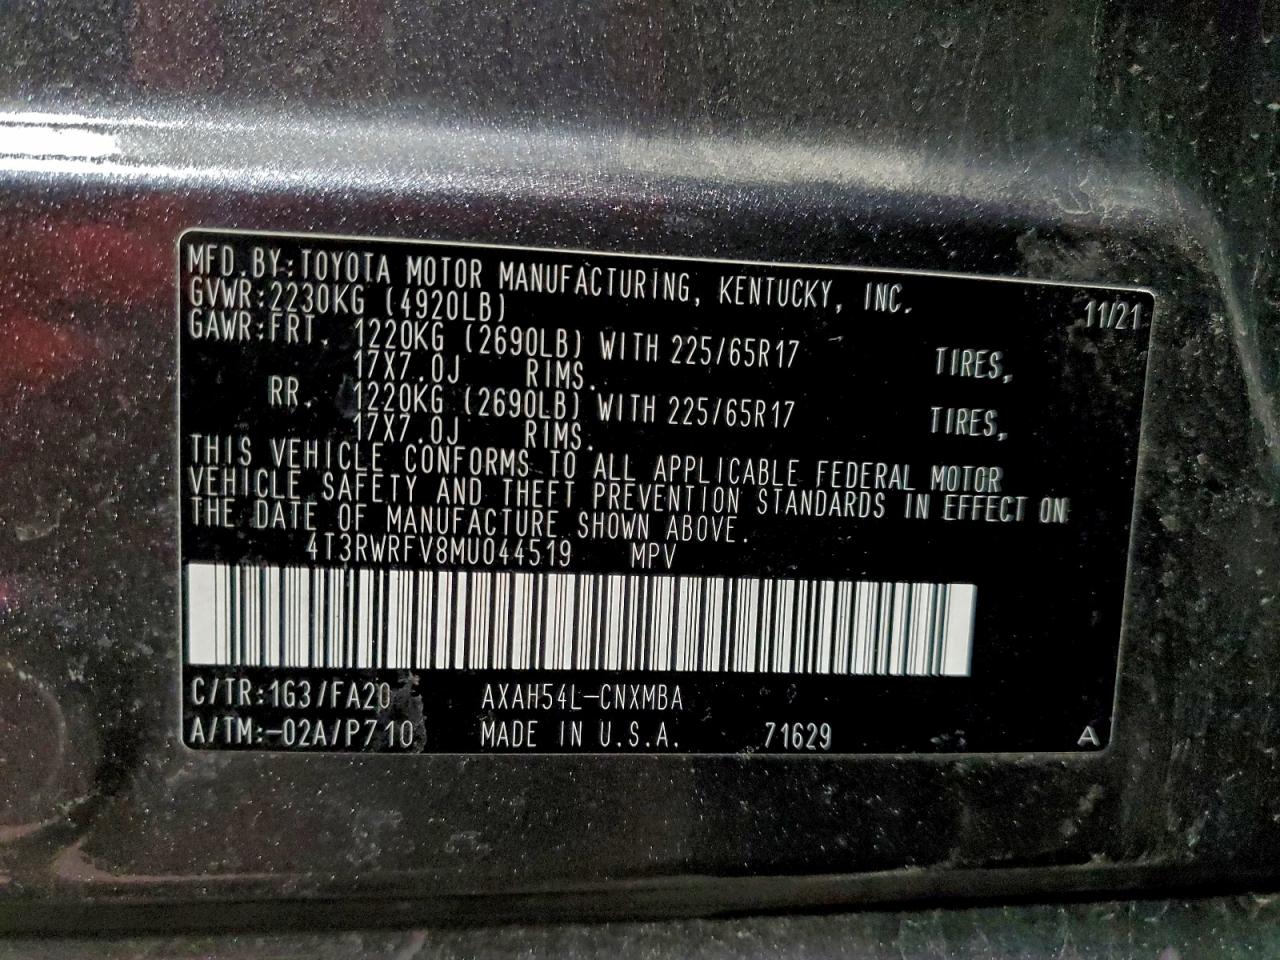 MFD.BY:TOYOTA MOTOR MANUFACTURING, KENTUCKY, INC.
GVWR:2230KG (4920LB) 11/21
GAWR:FRT. 1220KG (2690LB) WITH 225/65R17 TIRES,
17X7.0J RIMS.
RR. 1220KG (2690LB) WITH 225/65R17 TIRES,
17X7.0J RIMS.
THIS VEHICLE CONFORMS TO ALL APPLICABLE FEDERAL MOTOR
VEHICLE SAFETY AND THEFT PREVENTION STANDARDS IN EFFECT ON
THE DATE OF MANUFACTURE SHOWN ABOVE.
4T3RWRFV8MU044519 MPV
C/TR:1G3/FA20 AXAH54L-CNXMBA
A/TM:-02A/P710 MADE IN U.S.A. 71629 A